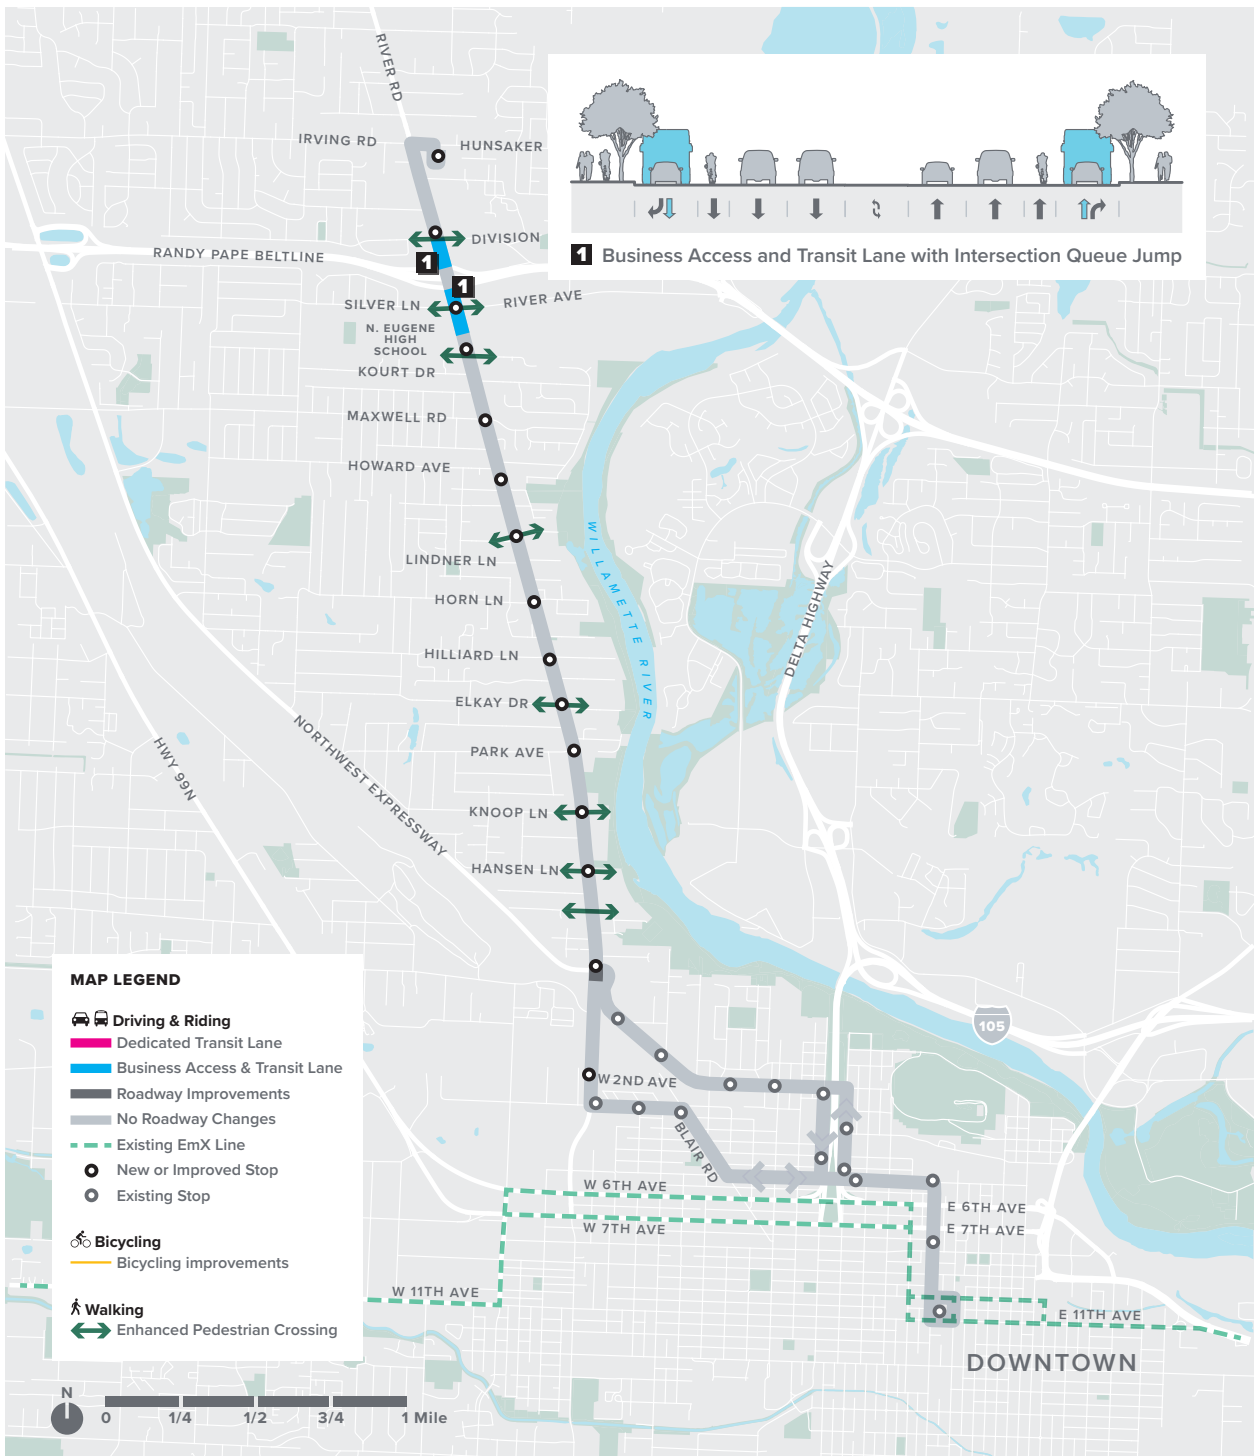 RIVER RD
IRVING RD
HUNSAKER
1 Business Access and Transit Lane with Intersection Queue Jump
DIVISION
RANDY PAPE BELTLINE
1
1
SILVER LN
RIVER AVE
N. EUGENE
HIGH
SCHOOL
KOURT DR
MAXWELL RD
HOWARD AVE
LINDNER LN
HORN LN
HILLIARD LN
ELKAY DR
PARK AVE
KNOOP LN
HANSEN LN
WILLAMETTE RIVER
DELTA HIGHWAY
NORTHWEST EXPRESSWAY
HWY 99N
105
W 2ND AVE
BLAIR RD
W 6TH AVE
W 7TH AVE
E 6TH AVE
E 7TH AVE
W 11TH AVE
E 11TH AVE
DOWNTOWN
MAP LEGEND
Driving & Riding
Dedicated Transit Lane
Business Access & Transit Lane
Roadway Improvements
No Roadway Changes
Existing EmX Line
New or Improved Stop
Existing Stop
Bicycling
Bicycling improvements
Walking
Enhanced Pedestrian Crossing
N
0 1/4 1/2 3/4 1 Mile